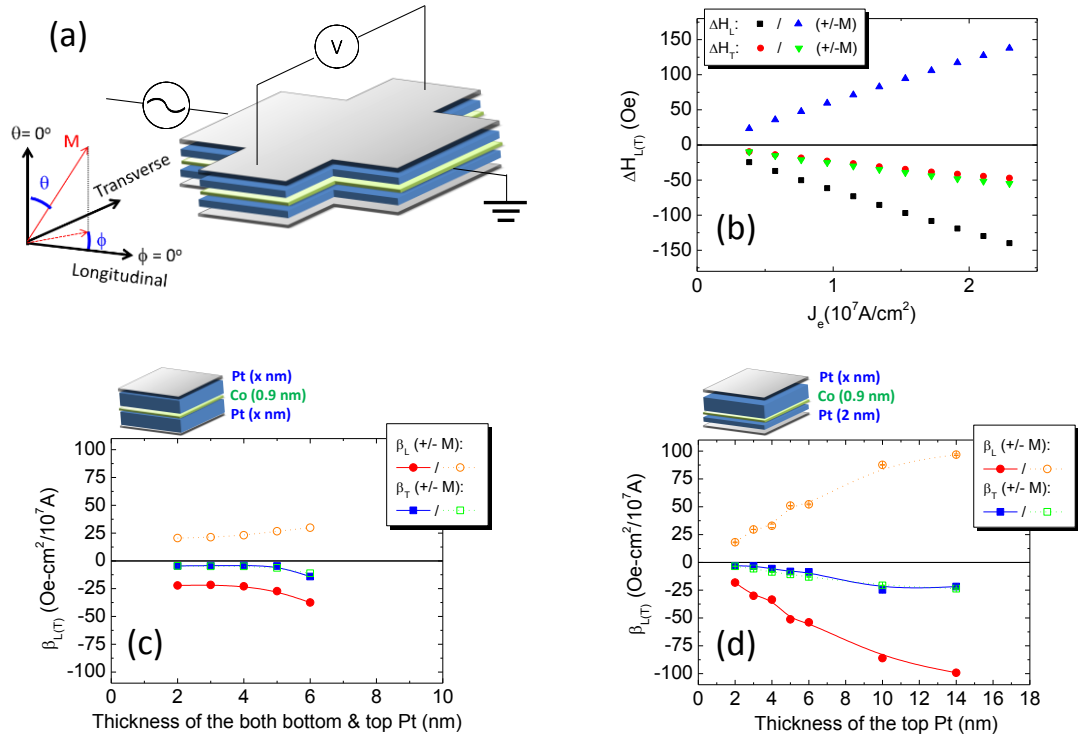 (a)
V
θ= 0°
M
θ
Transverse
ϕ
ϕ = 0°
Longitudinal
ΔH_L: / (+/-M)
ΔH_T: / (+/-M)
150
100
50
0
-50
-100
-150
ΔH_L(T) (Oe)
(b)
1 2
J_e(10^7A/cm^2)
Pt (x nm)
Co (0.9 nm)
Pt (x nm)
β_L (+/- M):
/
β_T (+/- M):
/
100
75
50
25
0
-25
-50
-75
-100
β_L(T) (Oe-cm^2/10^7A)
(c)
0 2 4 6 8 10
Thickness of the both bottom & top Pt (nm)
Pt (x nm)
Co (0.9 nm)
Pt (2 nm)
β_L (+/- M):
/
β_T (+/- M):
/
100
75
50
25
0
-25
-50
-75
-100
β_L(T) (Oe-cm^2/10^7A)
(d)
0 2 4 6 8 10 12 14 16 18
Thickness of the top Pt (nm)